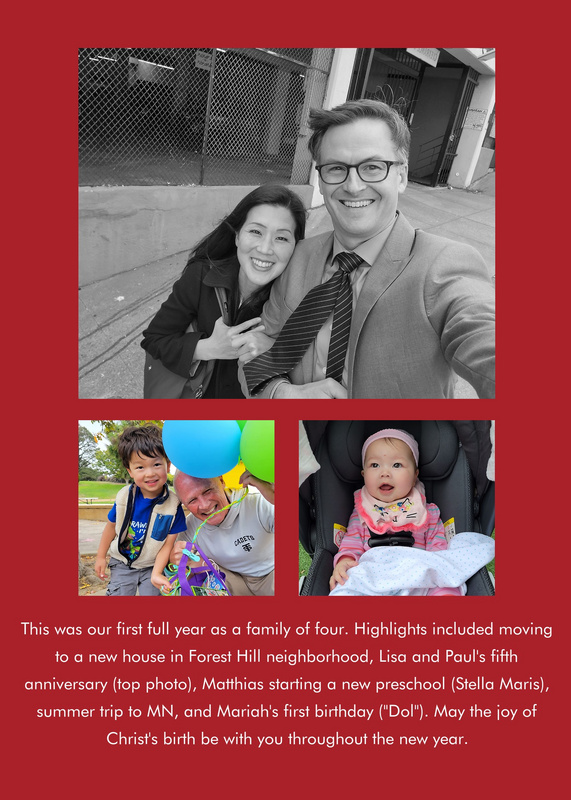 CADETS
This was our first full year as a family of four. Highlights included moving
to a new house in Forest Hill neighborhood, Lisa and Paul's fifth
anniversary (top photo), Matthias starting a new preschool (Stella Maris),
summer trip to MN, and Mariah's first birthday ("Dol"). May the joy of
Christ's birth be with you throughout the new year.